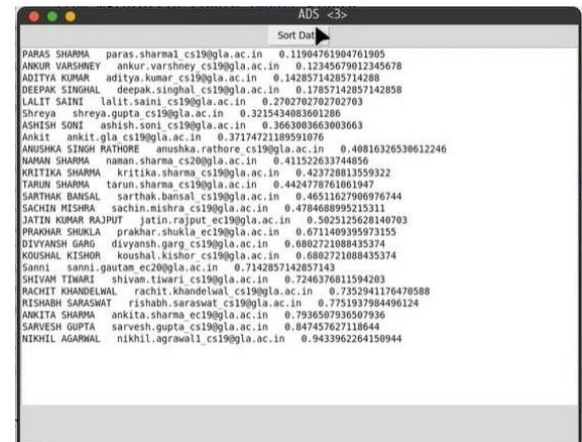 ADS <3>
Sort Dat
PARAS SHARMA paras.sharma1_cs19@gla.ac.in 0.11904761904761905
ANKUR VARSHNEY ankur.varshney_cs19@gla.ac.in 0.12345679012345678
ADITYA KUMAR aditya.kumar_cs19@gla.ac.in 0.14285714285714288
DEEPAK SINGHAL deepak.singhal_cs19@gla.ac.in 0.17857142857142858
LALIT SAINI lalit.saini_cs19@gla.ac.in 0.2702702702702703
Shreya shreya.gupta_cs19@gla.ac.in 0.3215434083601286
ASHISH SONI ashish.soni_cs19@gla.ac.in 0.3663003663003663
Ankit ankit.gla_cs19@gla.ac.in 0.37174721189591076
ANUSHKA SINGH RATHORE anushka.rathore_cs19@gla.ac.in 0.40816326530612246
NAMAN SHARMA naman.sharma_cs20@gla.ac.in 0.411522633744856
KRITIKA SHARMA kritika.sharma_cs19@gla.ac.in 0.423728813559322
TARUN SHARMA tarun.sharma_cs19@gla.ac.in 0.4424778761061947
SARTHAK BANSAL sarthak.bansal_cs19@gla.ac.in 0.46511627906976744
SACHIN MISHRA sachin.mishra_cs19@gla.ac.in 0.4784688995215311
JATIN KUMAR RAJPUT jatin.rajput_ec19@gla.ac.in 0.5025125628140703
PRAKHAR SHUKLA prakhar.shukla_ec19@gla.ac.in 0.6711409395973155
DIVYANSH GARG divyansh.garg_cs19@gla.ac.in 0.6802721088435374
KOUSHAL KISHOR koushal.kishor_cs19@gla.ac.in 0.6802721088435374
Sanni sanni.gautam_ec20@gla.ac.in 0.7142857142857143
SHIVAM TIWARI shivam.tiwari_cs19@gla.ac.in 0.7246376811594203
RACHIT KHANDELWAL rachit.khandelwal_cs19@gla.ac.in 0.7352941176470588
RISHABH SARASWAT rishabh.saraswat_cs19@gla.ac.in 0.7751937984496124
ANKITA SHARMA ankita.sharma_ec19@gla.ac.in 0.7936507936507936
SARVESH GUPTA sarvesh.gupta_cs19@gla.ac.in 0.847457627118644
NIKHIL AGARWAL nikhil.agrawal1_cs19@gla.ac.in 0.9433962264150944